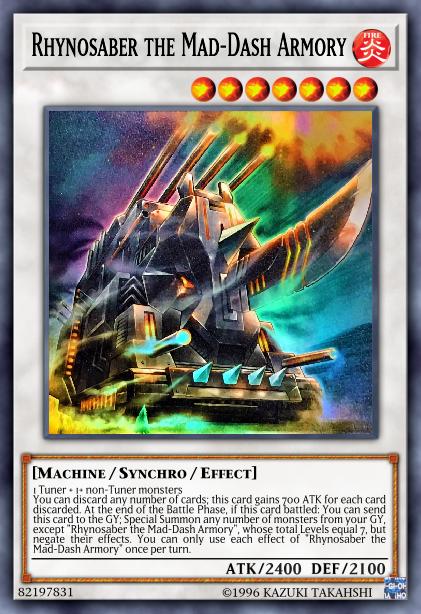 RHYNOSABER THE MAD-DASH ARMORY
FIRE
炎
[MACHINE / SYNCHRO / EFFECT]
1 Tuner + 1+ non-Tuner monsters
You can discard any number of cards; this card gains 700 ATK for each card
discarded. At the end of the Battle Phase, if this card battled: You can send
this card to the GY; Special Summon any number of monsters from your GY,
except "Rhynosaber the Mad-Dash Armory", whose total Levels equal 7, but
negate their effects. You can only use each effect of "Rhynosaber the
Mad-Dash Armory" once per turn.
ATK/2400 DEF/2100
82197831
©1996 KAZUKI TAKAHSHI